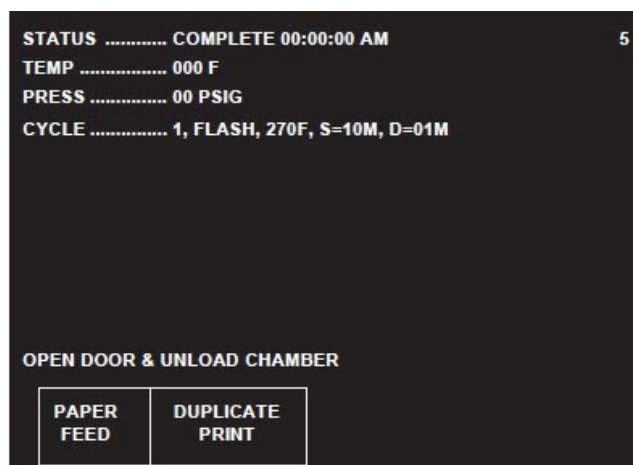 STATUS ............ COMPLETE 00:00:00 AM 5
TEMP ................. 000 F
PRESS ............... 00 PSIG
CYCLE ............... 1, FLASH, 270F, S=10M, D=01M
OPEN DOOR & UNLOAD CHAMBER
PAPER FEED
DUPLICATE PRINT